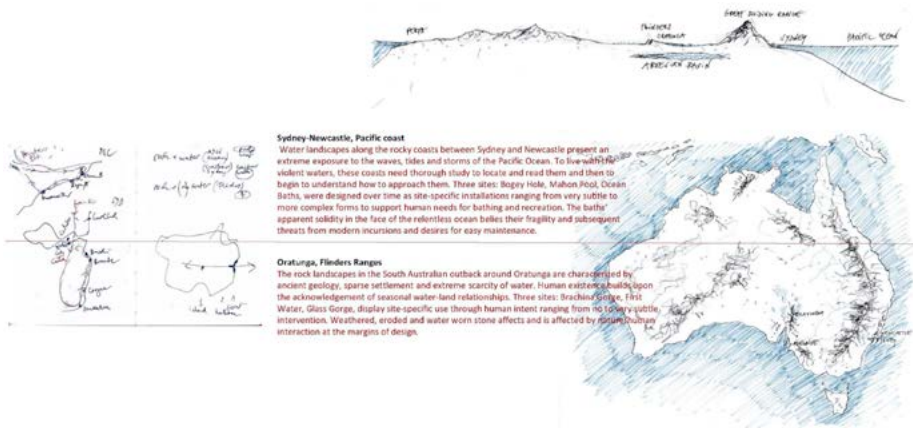 PERTH
FLINDERS
ORATUNGA
GREAT DIVIDING RANGE
SYDNEY
PACIFIC OCEAN
ARTESIAN BASIN
Sydney-Newcastle, Pacific coast
Water landscapes along the rocky coasts between Sydney and Newcastle present an
extreme exposure to the waves, tides and storms of the Pacific Ocean. To live with the
violent waters, these coasts need thorough study to locate and read them and then to
begin to understand how to approach them. Three sites: Bogey Hole, Mahon Pool, Ocean
Baths, were designed over time as site-specific installations ranging from very subtle to
more complex forms to support human needs for bathing and recreation. The baths'
apparent solidity in the face of the relentless ocean belies their fragility and subsequent
threats from modern incursions and desires for easy maintenance.
Oratunga, Flinders Ranges
The rock landscapes in the South Australian outback around Oratunga are characterized by
ancient geology, sparse settlement and extreme scarcity of water. Human existence builds upon
the acknowledgement of seasonal water-land relationships. Three sites: Brachina Gorge, First
Water, Glass Gorge, display site-specific use through human intent ranging from no to very subtle
intervention. Weathered, eroded and water worn stone affects and is affected by nature/human
interaction at the margins of design.